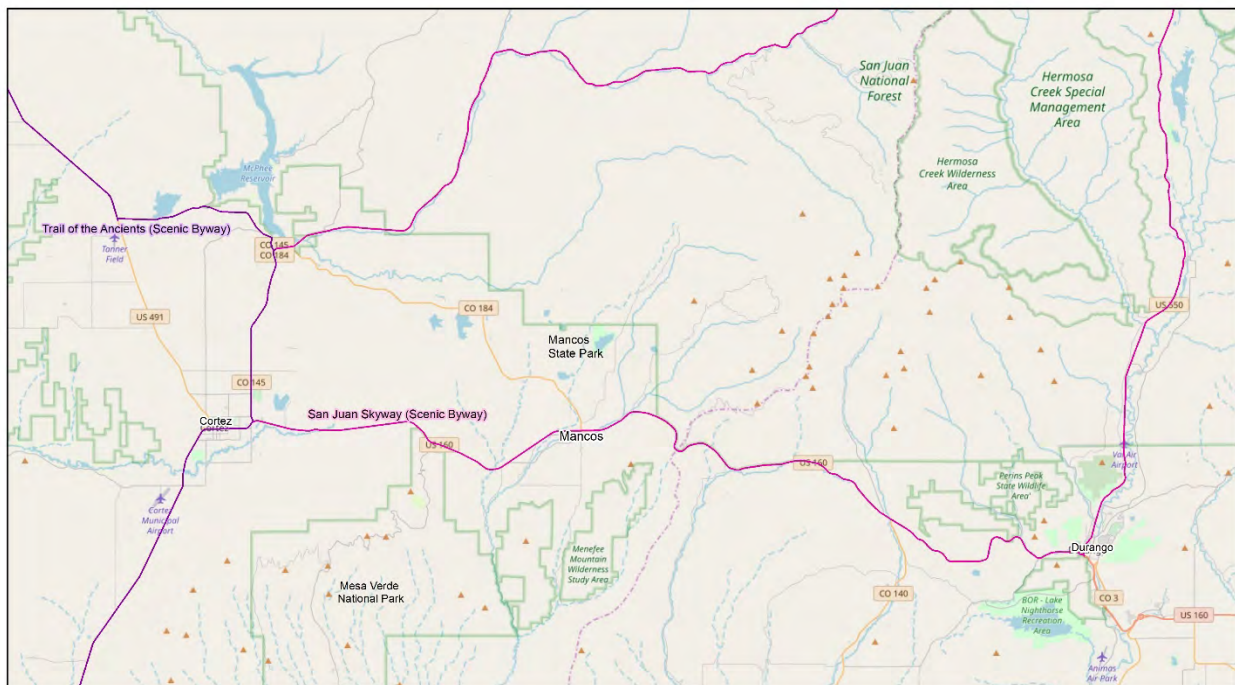 San Juan
National
Forest
Hermosa
Creek Special
Management
Area
McPhee
Reservoir
Hermosa
Creek Wilderness
Area
Trail of the Ancients (Scenic Byway)
Tanner
Field
CO 145
CO 184
US 491
CO 184
US 550
Mancos
State Park
CO 145
San Juan Skyway (Scenic Byway)
Cortez
Cortez
US 160
Mancos
US 160
Val Air
Airport
Perins Peak
State Wildlife
Area
Cortez
Municipal
Airport
Menefee
Mountain
Wilderness
Study Area
Durango
Mesa Verde
National Park
CO 140
CO 3
BOR - Lake
Nighthorse
Recreation
Area
US 160
Animas
Air Park